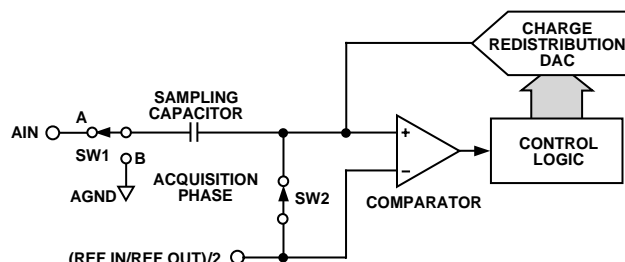 CHARGE
REDISTRIBUTION
DAC
SAMPLING
CAPACITOR
A
AIN
+
SW1
B
CONTROL
LOGIC
−
ACQUISITION
PHASE
AGND
SW2
COMPARATOR
(REF IN/REF OUT)/2